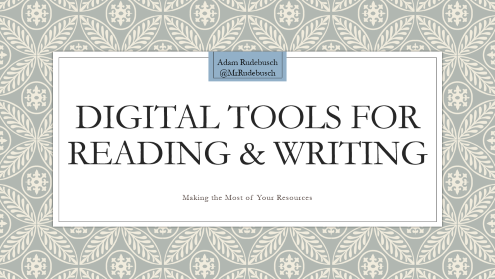 Adam Rudebusch
@MrRudebusch
DIGITAL TOOLS FOR
READING & WRITING
Making the Most of Your Resources